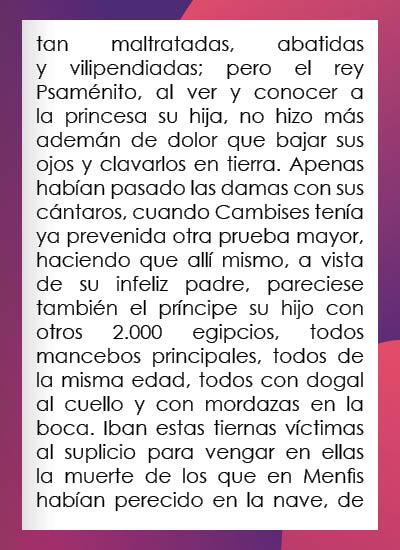 tan maltratadas, abatidas
y vilipendiadas; pero el rey
Psaménito, al ver y conocer a
la princesa su hija, no hizo más
ademán de dolor que bajar sus
ojos y clavarlos en tierra. Apenas
habían pasado las damas con sus
cántaros, cuando Cambises tenía
ya prevenida otra prueba mayor,
haciendo que allí mismo, a vista
de su infeliz padre, pareciese
también el príncipe su hijo con
otros 2.000 egipcios, todos
mancebos principales, todos de
la misma edad, todos con dogal
al cuello y con mordazas en la
boca. Iban estas tiernas víctimas
al suplicio para vengar en ellas
la muerte de los que en Menfis
habían perecido en la nave, de